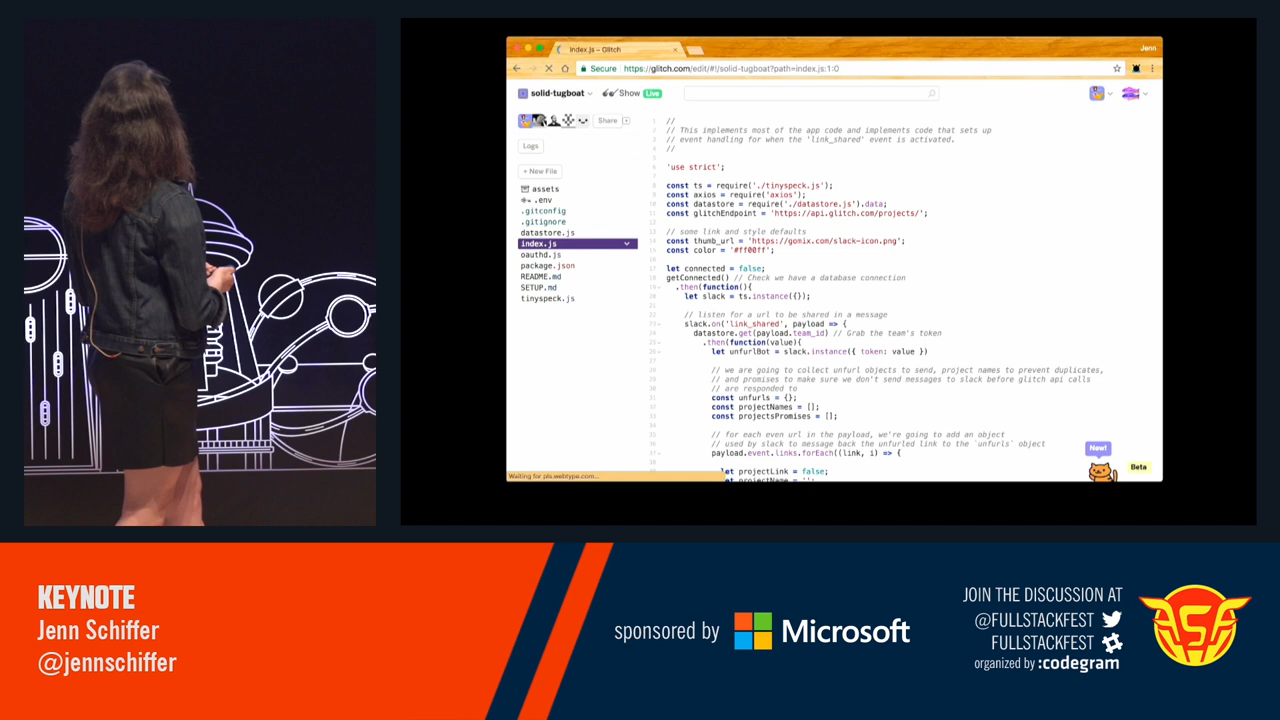 index.js – Glitch
Jenn
Secure https://glitch.com/edit/#!/solid-tugboat?path=index.js:1:0
solid-tugboat
Show Live
Share
Logs
+ New File
assets
.env
.gitconfig
.gitignore
datastore.js
index.js
oauthd.js
package.json
README.md
SETUP.md
tinyspeck.js
//
// This implements most of the app code and implements code that sets up
// event handling for when the 'link_shared' event is activated.
//
'use strict';
const ts = require('./tinyspeck.js');
const axios = require('axios');
const datastore = require('./datastore.js').data;
const glitchEndpoint = 'https://api.glitch.com/projects/';
// some link and style defaults
const thumb_url = 'https://gomix.com/slack-icon.png';
const color = '#ff00ff';
let connected = false;
getConnected() // Check we have a database connection
.then(function(){
let slack = ts.instance({});
// listen for a url to be shared in a message
slack.on('link_shared', payload => {
datastore.get(payload.team_id) // Grab the team's token
.then(function(value){
let unfurlBot = slack.instance({ token: value })
// we are going to collect unfurl objects to send, project names to prevent duplicates,
// and promises to make sure we don't send messages to slack before glitch api calls
// are responded to
const unfurls = {};
const projectNames = [];
const projectsPromises = [];
// for each even url in the payload, we're going to add an object
// used by slack to message back the unfurled link to the `unfurls` object
payload.event.links.forEach((link, i) => {
let projectLink = false;
let projectName = '';
New!
Beta
Waiting for pls.webtype.com...
KEYNOTE
Jenn Schiffer
@jennschiffer
sponsored by Microsoft
JOIN THE DISCUSSION AT
@FULLSTACKFEST
FULLSTACKFEST
organized by :codegram
FSF